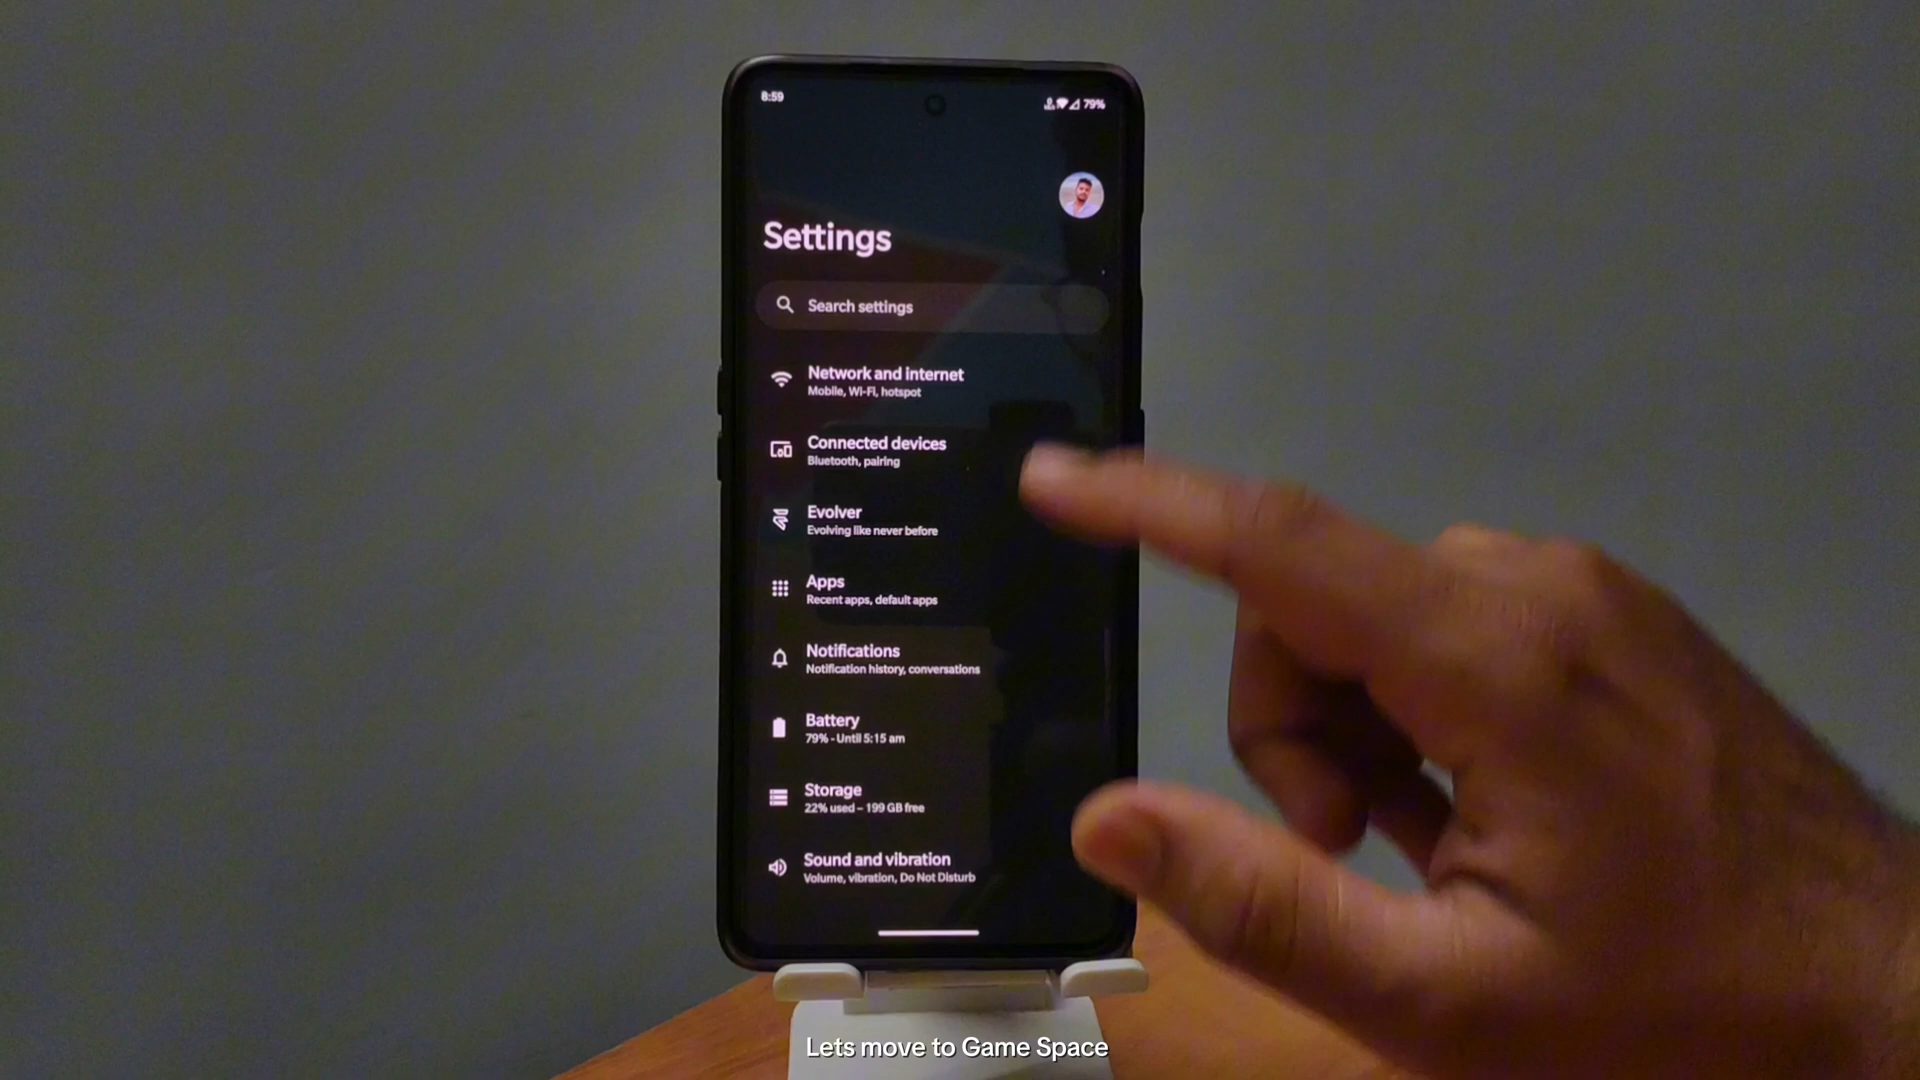 8:59
79%
Settings
Search settings
Network and internet
Mobile, Wi-Fi, hotspot
Connected devices
Bluetooth, pairing
Evolver
Evolving like never before
Apps
Recent apps, default apps
Notifications
Notification history, conversations
Battery
79% - Until 5:15 am
Storage
22% used – 199 GB free
Sound and vibration
Volume, vibration, Do Not Disturb
Lets move to Game Space